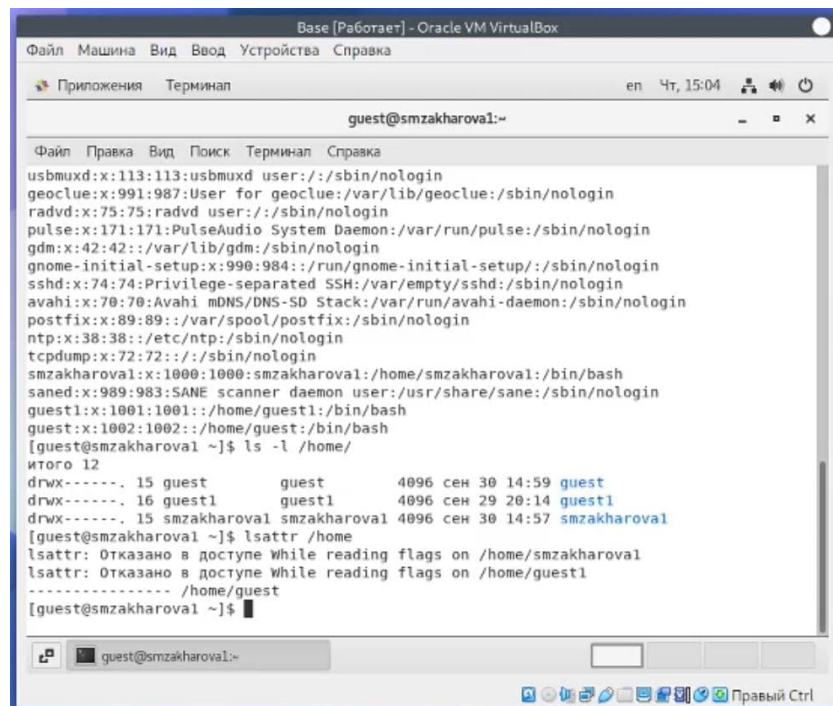 Base [Работает] - Oracle VM VirtualBox
Файл Машина Вид Ввод Устройства Справка
Приложения Терминал en Чт, 15:04
guest@smzakharova1:~
Файл Правка Вид Поиск Терминал Справка
usbmuxd:x:113:113:usbmuxd user:/:/sbin/nologin
geoclue:x:991:987:User for geoclue:/var/lib/geoclue:/sbin/nologin
radvd:x:75:75:radvd user:/:/sbin/nologin
pulse:x:171:171:PulseAudio System Daemon:/var/run/pulse:/sbin/nologin
gdm:x:42:42::/var/lib/gdm:/sbin/nologin
gnome-initial-setup:x:990:984::/run/gnome-initial-setup/:/sbin/nologin
sshd:x:74:74:Privilege-separated SSH:/var/empty/sshd:/sbin/nologin
avahi:x:70:70:Avahi mDNS/DNS-SD Stack:/var/run/avahi-daemon:/sbin/nologin
postfix:x:89:89::/var/spool/postfix:/sbin/nologin
ntp:x:38:38::/etc/ntp:/sbin/nologin
tcpdump:x:72:72::/:/sbin/nologin
smzakharova1:x:1000:1000:smzakharova1:/home/smzakharova1:/bin/bash
saned:x:989:983:SANE scanner daemon user:/usr/share/sane:/sbin/nologin
guest1:x:1001:1001::/home/guest1:/bin/bash
guest:x:1002:1002::/home/guest:/bin/bash
[guest@smzakharova1 ~]$ ls -l /home/
итого 12
drwx------. 15 guest guest 4096 сен 30 14:59 guest
drwx------. 16 guest1 guest1 4096 сен 29 20:14 guest1
drwx------. 15 smzakharova1 smzakharova1 4096 сен 30 14:57 smzakharova1
[guest@smzakharova1 ~]$ lsattr /home
lsattr: Отказано в доступе While reading flags on /home/smzakharova1
lsattr: Отказано в доступе While reading flags on /home/guest1
---------------- /home/guest
[guest@smzakharova1 ~]$
guest@smzakharova1:~
Правый Ctrl